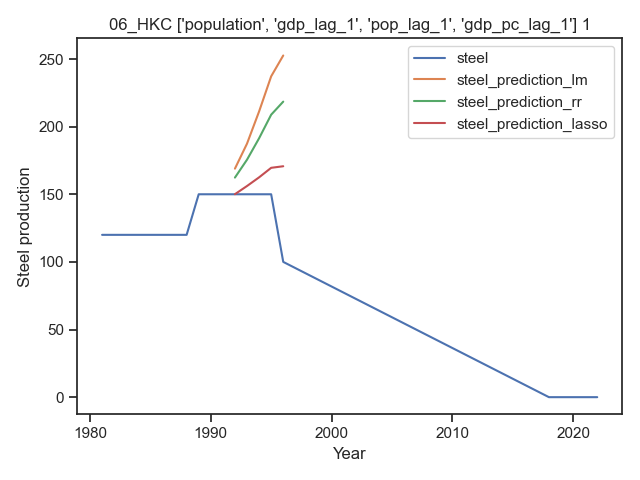 06_HKC ['population', 'gdp_lag_1', 'pop_lag_1', 'gdp_pc_lag_1'] 1
steel
steel_prediction_lm
steel_prediction_rr
steel_prediction_lasso
Steel production
250
200
150
100
50
0
1980 1990 2000 2010 2020
Year